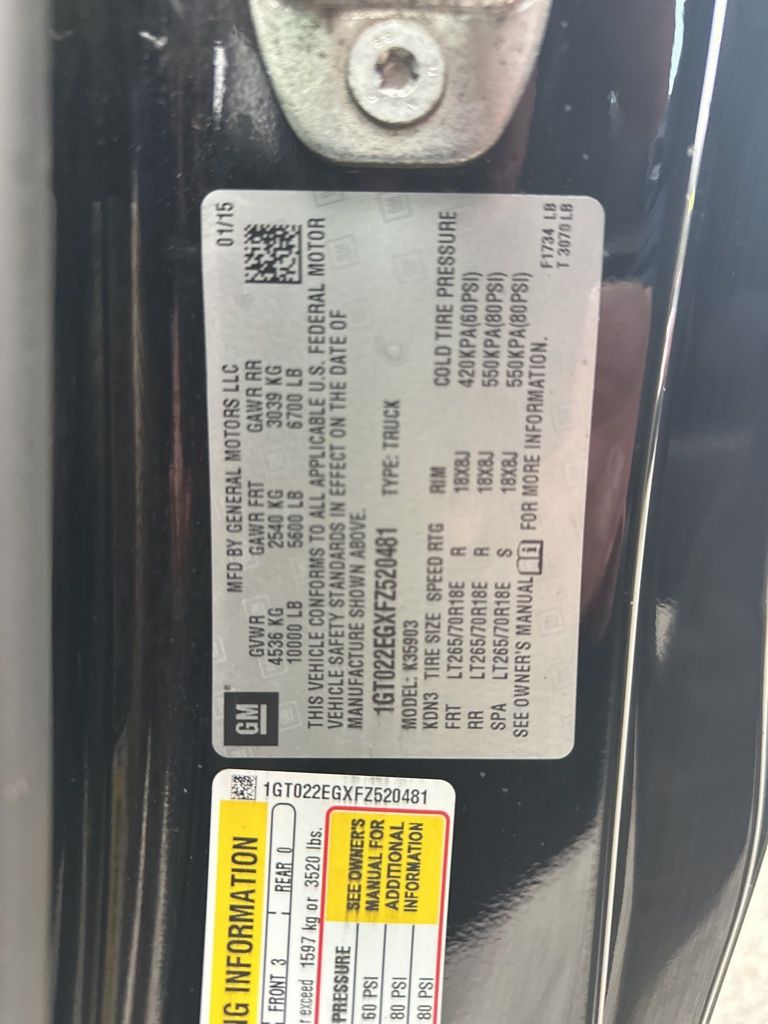 GM
MFD BY GENERAL MOTORS LLC 01/15
GVWR GAWR FRT GAWR RR
4536 KG 2540 KG 3039 KG
10000 LB 5600 LB 6700 LB
THIS VEHICLE CONFORMS TO ALL APPLICABLE U.S. FEDERAL MOTOR
VEHICLE SAFETY STANDARDS IN EFFECT ON THE DATE OF
MANUFACTURE SHOWN ABOVE.
1GT022EGXFZ520481 TYPE: TRUCK
MODEL: K35903
KDN3 TIRE SIZE SPEED RTG RIM COLD TIRE PRESSURE
FRT LT265/70R18E R 18X8J 420KPA(60PSI)
RR LT265/70R18E R 18X8J 550KPA(80PSI)
SPA LT265/70R18E S 18X8J 550KPA(80PSI)
SEE OWNER'S MANUAL i FOR MORE INFORMATION.
F1734 LB
T 3070 LB
1GT022EGXFZ520481
NG INFORMATION
FRONT 3 REAR 0
r exceed 1597 kg or 3520 lbs.
PRESSURE
60 PSI
80 PSI
80 PSI
SEE OWNER'S
MANUAL FOR
ADDITIONAL
INFORMATION